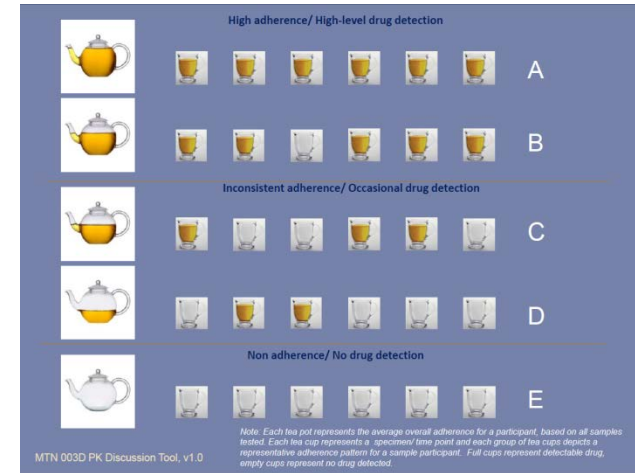 High adherence/ High-level drug detection
A
B
Inconsistent adherence/ Occasional drug detection
C
D
Non adherence/ No drug detection
E
Note: Each tea pot represents the average overall adherence for a participant, based on all samples
tested. Each tea cup represents a specimen/ time point and each group of tea cups depicts a
representative adherence pattern for a sample participant. Full cups represent detectable drug,
empty cups represent no drug detected.
MTN 003D PK Discussion Tool, v1.0